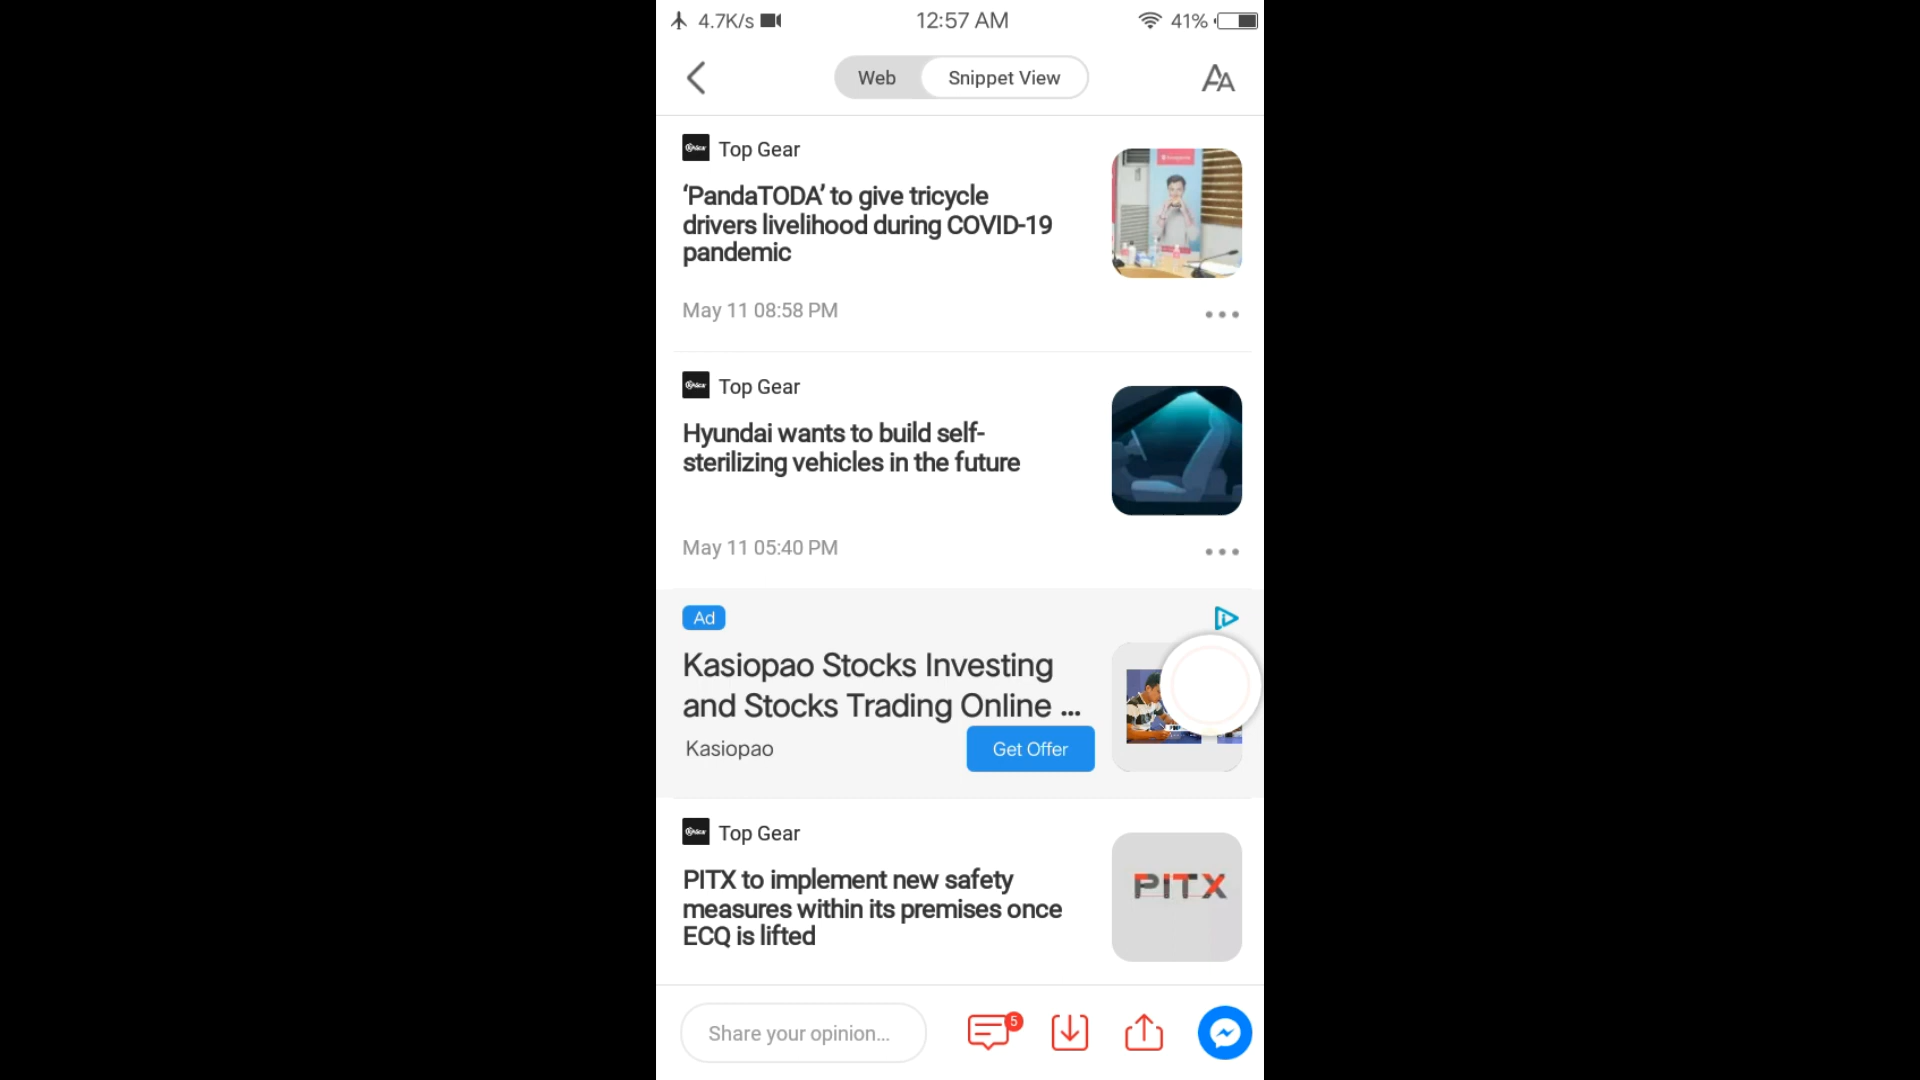 4.7K/s
12:57 AM
41%
Web
Snippet View
AA
Top Gear
‘PandaTODA’ to give tricycle
drivers livelihood during COVID-19
pandemic
May 11 08:58 PM
Top Gear
Hyundai wants to build self-
sterilizing vehicles in the future
May 11 05:40 PM
Ad
Kasiopao Stocks Investing
and Stocks Trading Online ...
Kasiopao
Get Offer
Top Gear
PITX to implement new safety
measures within its premises once
ECQ is lifted
PITX
Share your opinion...
5